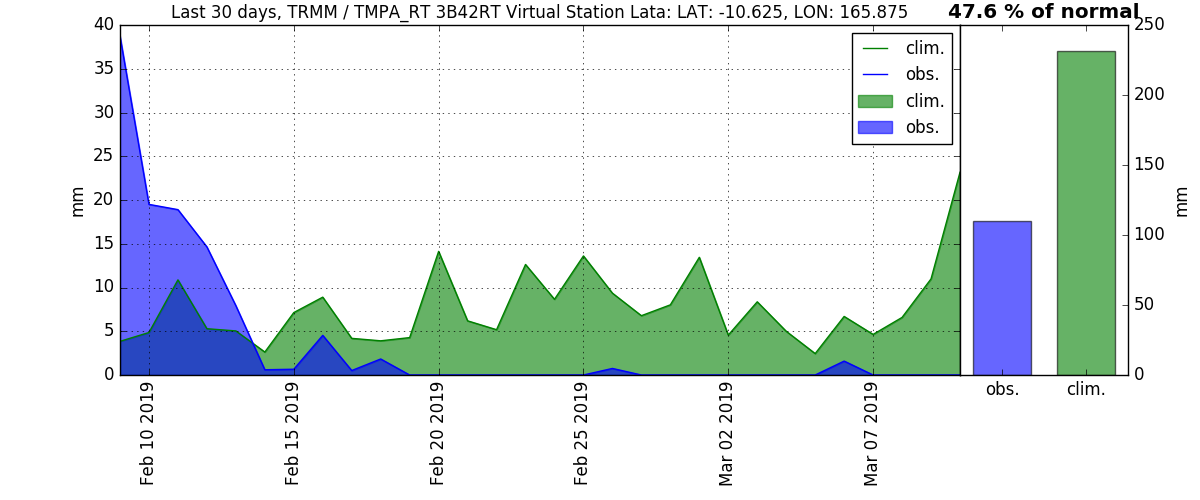 Last 30 days, TRMM / TMPA_RT 3B42RT Virtual Station Lata: LAT: -10.625, LON: 165.875
47.6 % of normal
40
35
30
25
20
15
10
5
0
mm
clim.
obs.
clim.
obs.
Feb 10 2019
Feb 15 2019
Feb 20 2019
Feb 25 2019
Mar 02 2019
Mar 07 2019
250
200
150
100
50
0
mm
obs.
clim.